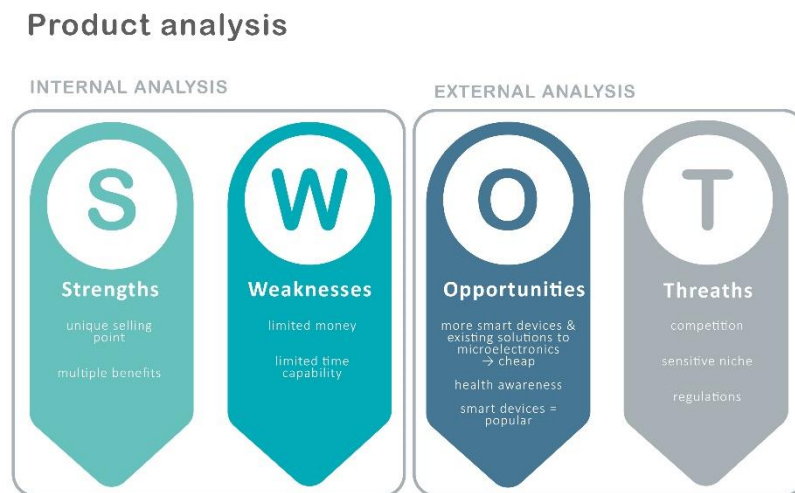 Product analysis
INTERNAL ANALYSIS
EXTERNAL ANALYSIS
S
Strengths
unique selling
point
multiple benefits
W
Weaknesses
limited money
limited time
capability
O
Opportunities
more smart devices &
existing solutions to
microelectronics
→ cheap
health awareness
smart devices =
popular
T
Threaths
competition
sensitive niche
regulations